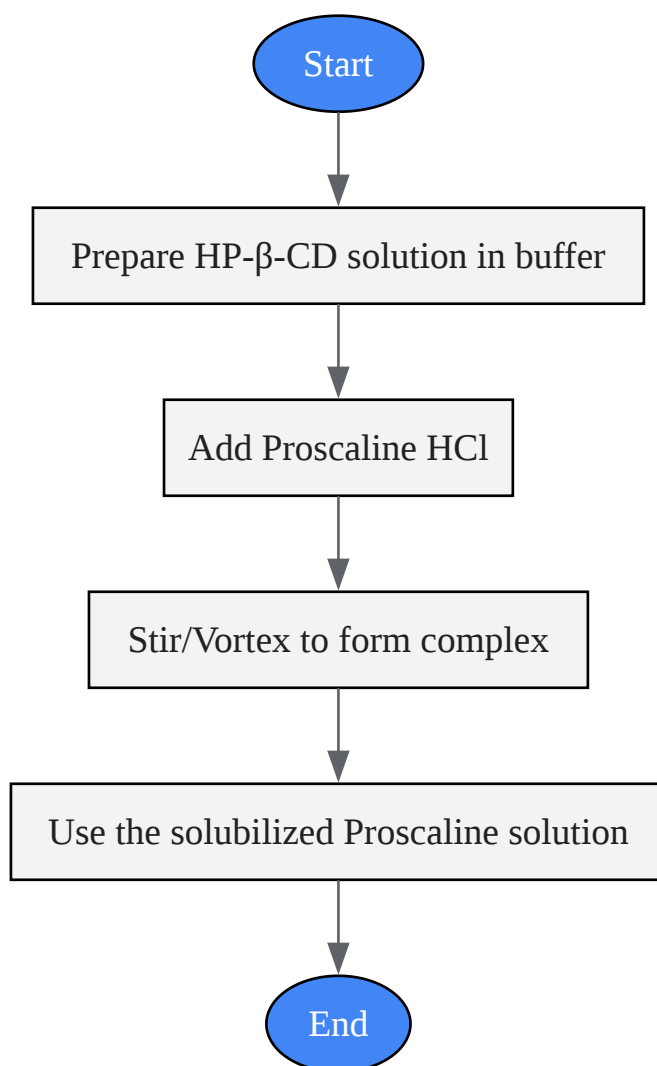 Start
Prepare HP-β-CD solution in buffer
Add Proscaline HCl
Stir/Vortex to form complex
Use the solubilized Proscaline solution
End